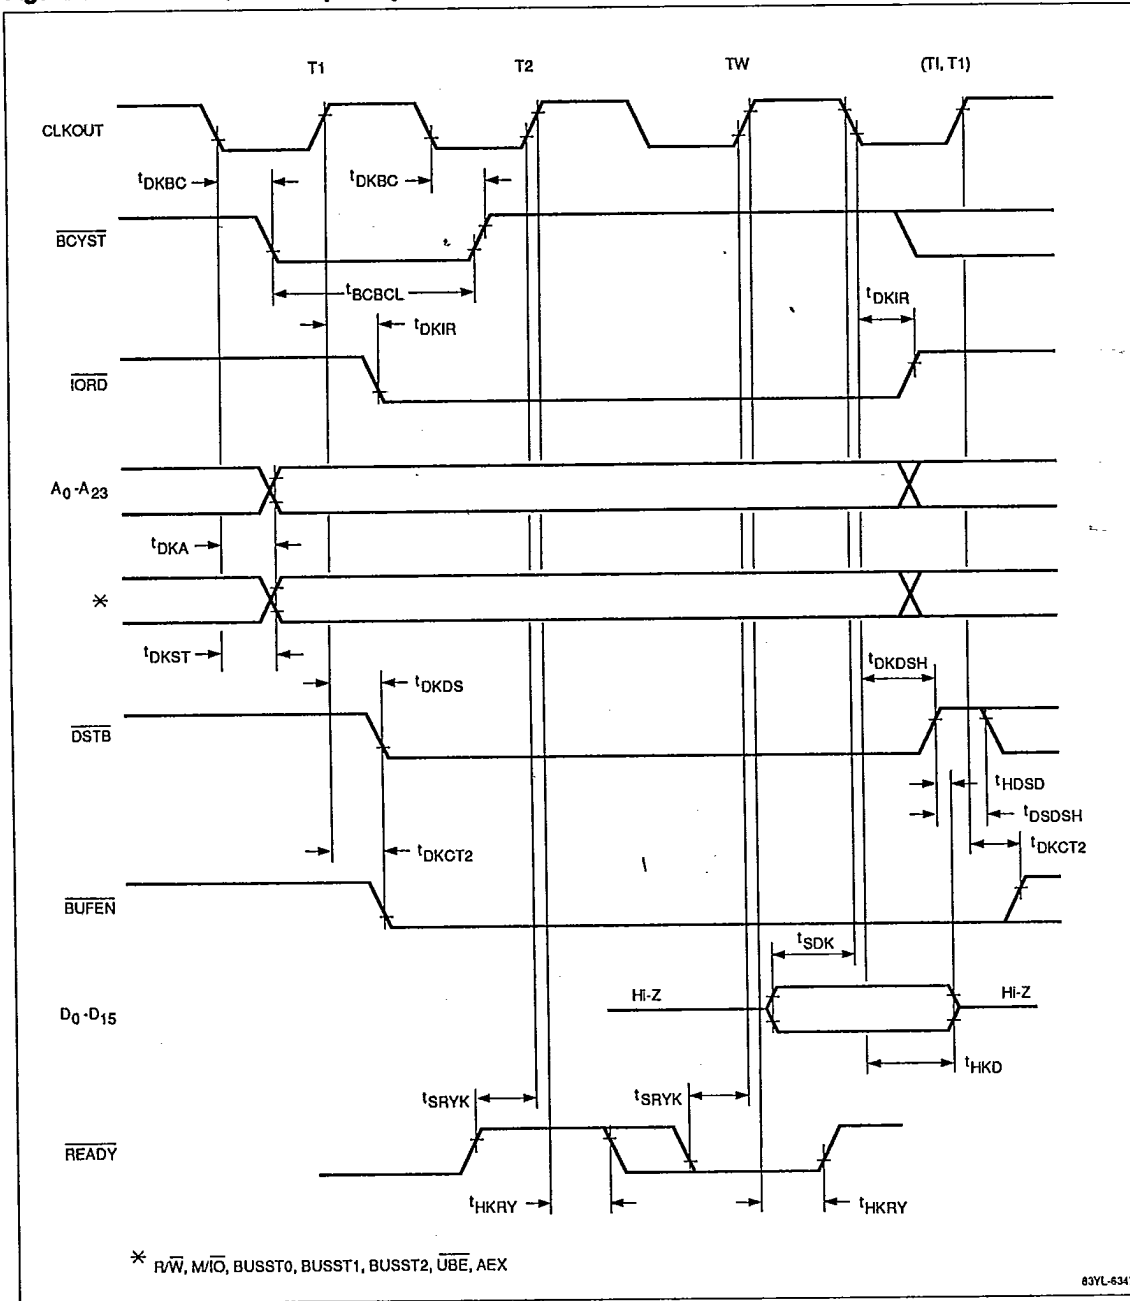 T1 T2 TW (TI, T1)
CLKOUT
tDKBC tDKBC
BCYST
tBCBCL tDKIR
tDKIR
IORD
A0-A23
tDKA
*
tDKST tDKDSH
tDKDS
DSTB
tHDSD
tDSDSH
tDKCT2 tDKCT2
BUFEN
tSDK
Hi-Z Hi-Z
D0-D15
tHKD
tSRYK tSRYK
READY
tHKRY tHKRY
* R/W, M/IO, BUSST0, BUSST1, BUSST2, UBE, AEX